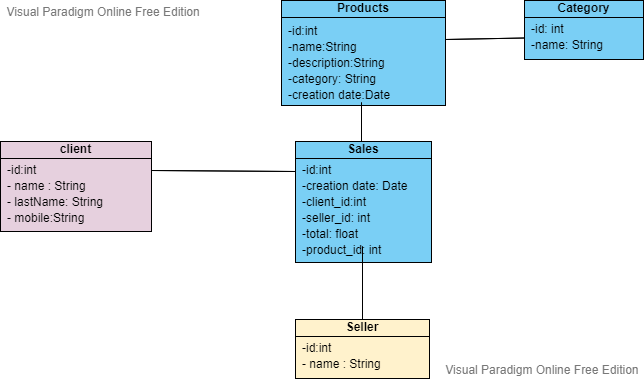 Visual Paradigm Online Free Edition
Products
-id:int
-name:String
-description:String
-category: String
-creation date:Date
Category
-id: int
-name: String
client
-id:int
- name : String
- lastName: String
- mobile:String
Sales
-id:int
-creation date: Date
-client_id:int
-seller_id: int
-total: float
-product_id: int
Seller
-id:int
- name : String
Visual Paradigm Online Free Edition